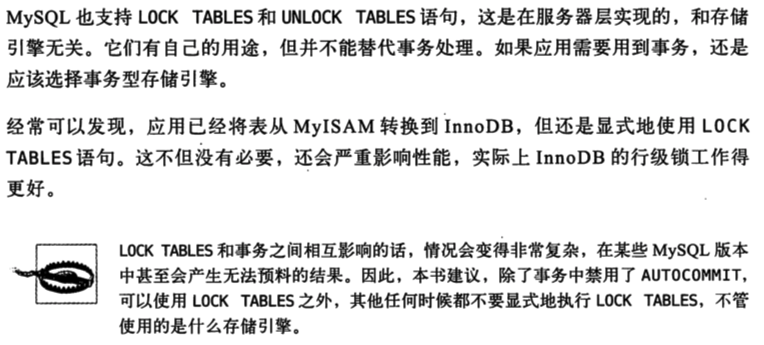 MySQL 也支持 LOCK TABLES 和 UNLOCK TABLES 语句，这是在服务器层实现的，和存储
引擎无关。它们有自己的用途，但并不能替代事务处理。如果应用需要用到事务，还是
应该选择事务型存储引擎。
经常可以发现，应用已经将表从 MyISAM 转换到 InnoDB，但还是显式地使用 LOCK
TABLES 语句。这不但没有必要，还会严重影响性能，实际上 InnoDB 的行级锁工作得
更好。
LOCK TABLES 和事务之间相互影响的话，情况会变得非常复杂，在某些 MySQL 版本
中甚至会产生无法预料的结果。因此，本书建议，除了事务中禁用了 AUTOCOMMIT，
可以使用 LOCK TABLES 之外，其他任何时候都不要显式地执行 LOCK TABLES，不管
使用的是什么存储引擎。